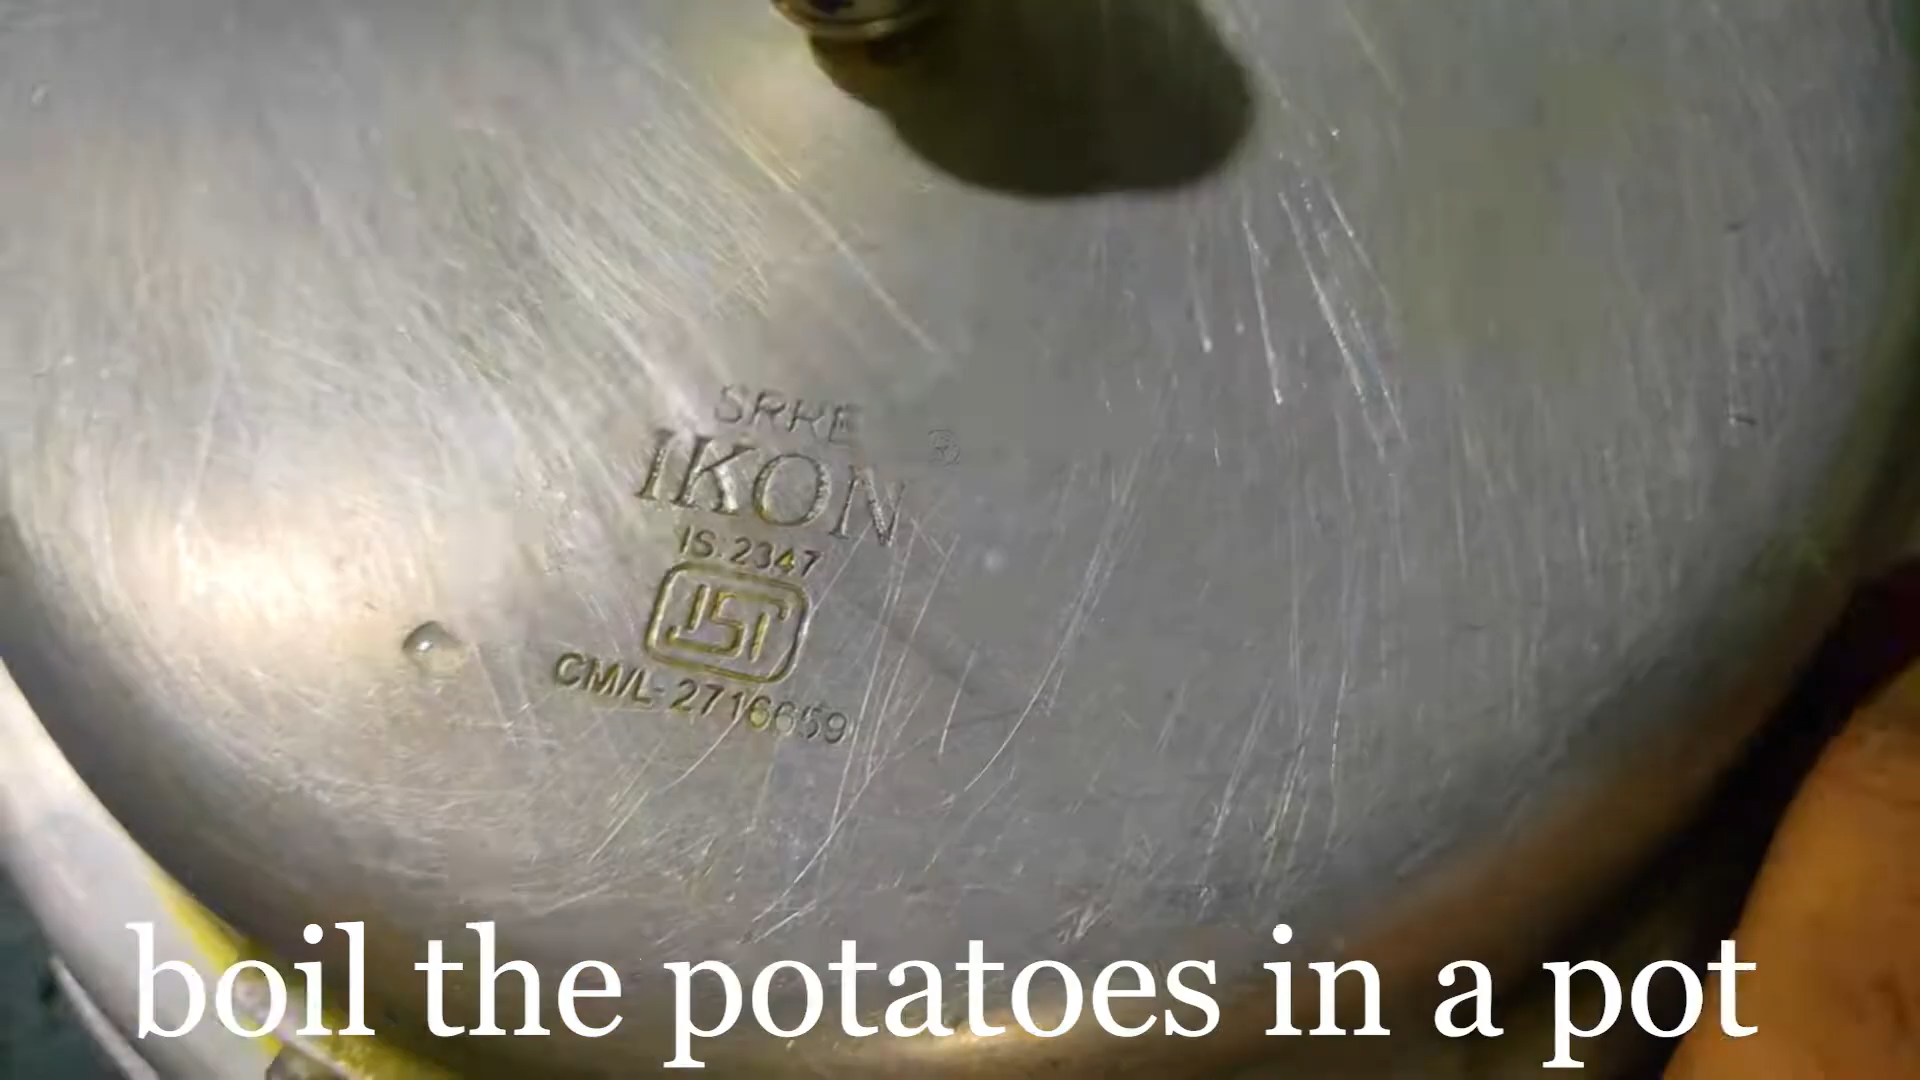 SRRE
IKON ®
IS:2347
ISI
CM/L-2716659
boil the potatoes in a pot